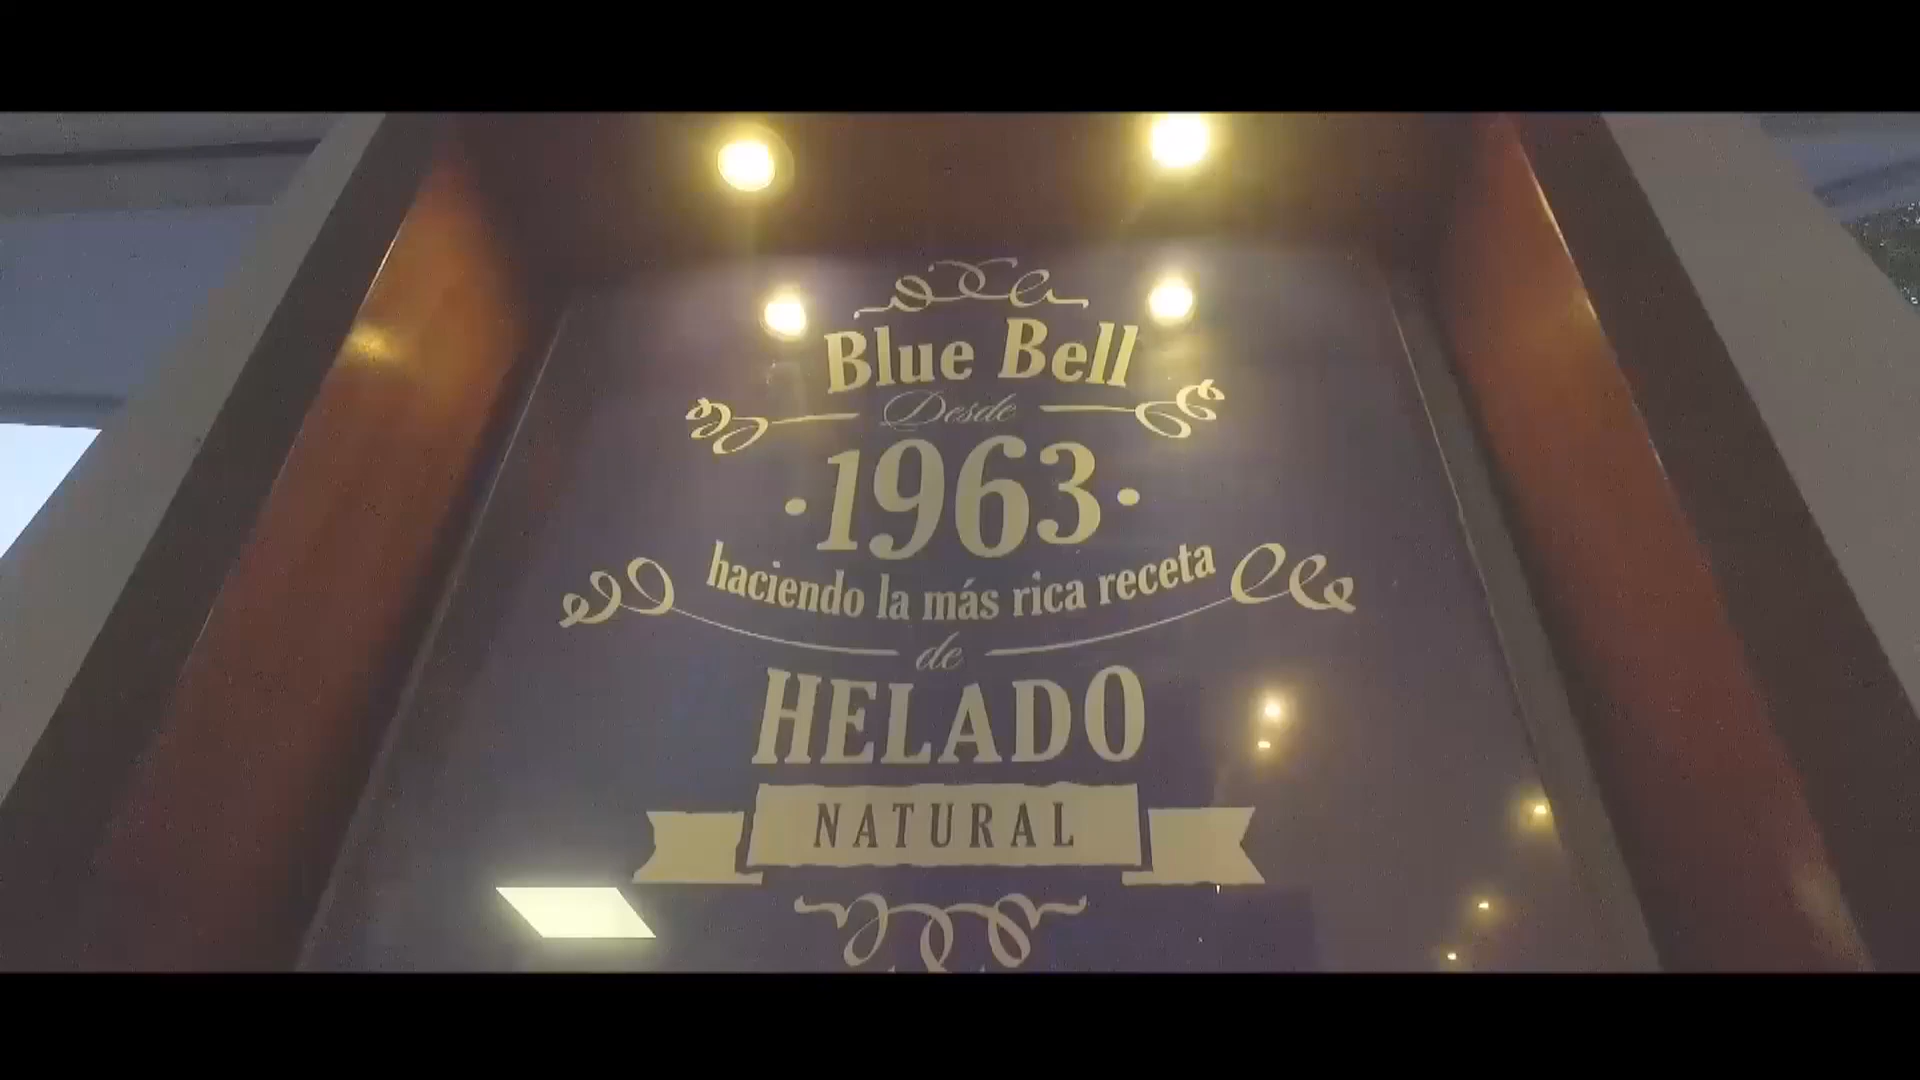 Blue Bell
Desde
·1963·
haciendo la más rica receta
de
HELADO
NATURAL